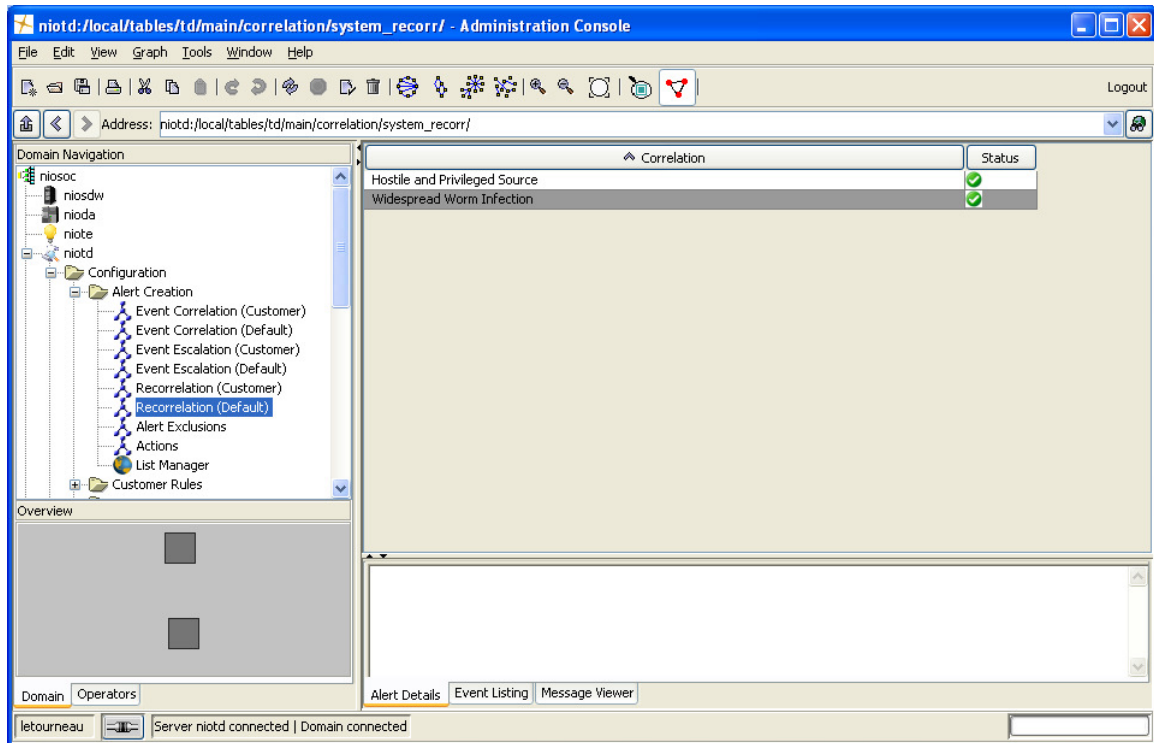 niotd:/local/tables/td/main/correlation/system_recorr/ - Administration Console
File Edit View Graph Tools Window Help
Logout
Address: niotd:/local/tables/td/main/correlation/system_recorr/
Domain Navigation
niosoc
niosdw
nioda
niote
niotd
Configuration
Alert Creation
Event Correlation (Customer)
Event Correlation (Default)
Event Escalation (Customer)
Event Escalation (Default)
Recorrelation (Customer)
Recorrelation (Default)
Alert Exclusions
Actions
List Manager
Customer Rules
Correlation Status
Hostile and Privileged Source
Widespread Worm Infection
Overview
Domain Operators
Alert Details Event Listing Message Viewer
letourneau Server niotd connected | Domain connected